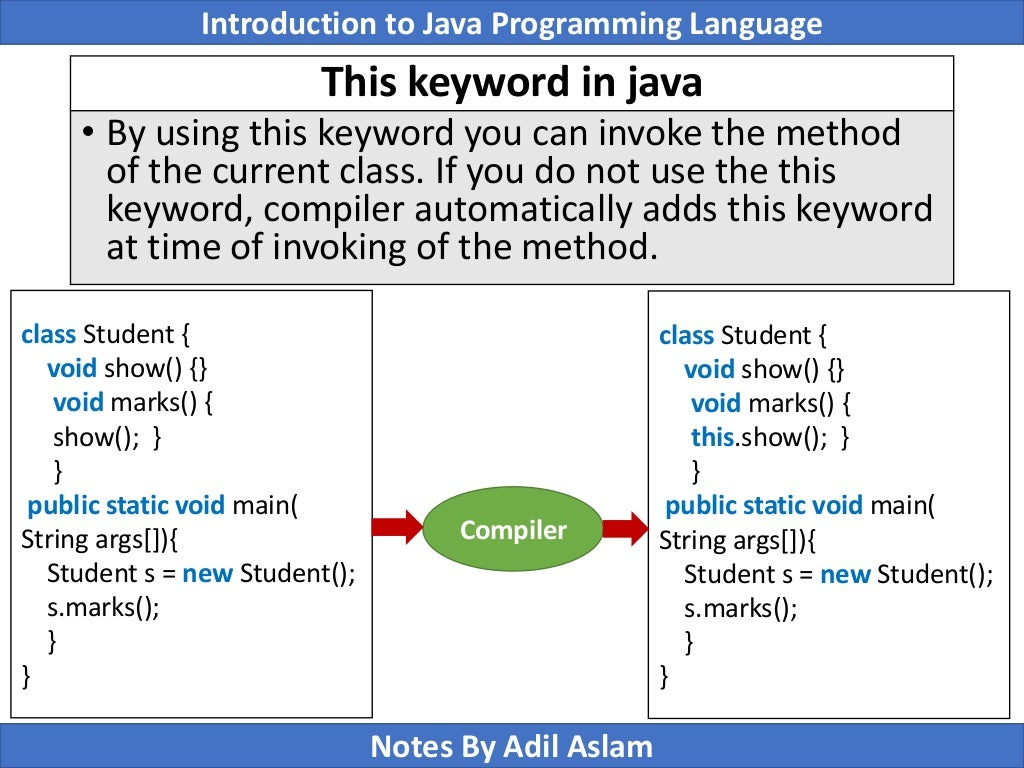 Introduction to Java Programming Language
This keyword in java
• By using this keyword you can invoke the method
of the current class. If you do not use the this
keyword, compiler automatically adds this keyword
at time of invoking of the method.
class Student {
void show() {}
void marks() {
show(); }
}
public static void main(
String args[]){
Student s = new Student();
s.marks();
}
}
Compiler
class Student {
void show() {}
void marks() {
this.show(); }
}
public static void main(
String args[]){
Student s = new Student();
s.marks();
}
}
Notes By Adil Aslam